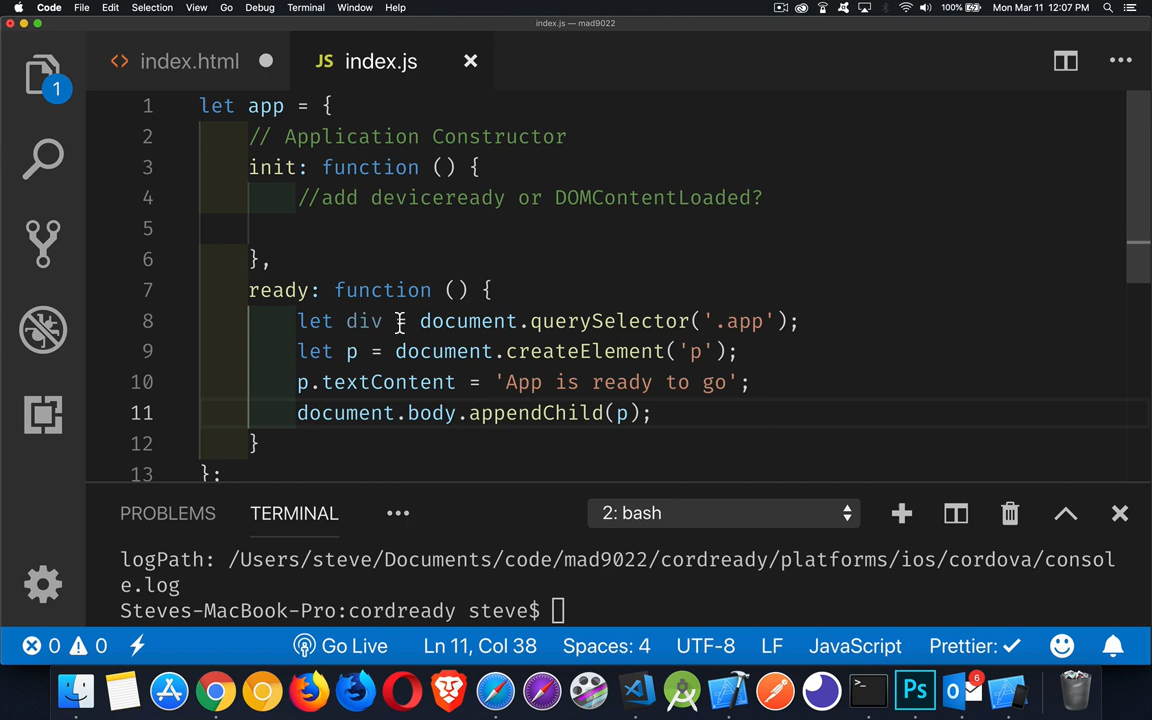 Code File Edit Selection View Go Debug Terminal Window Help 100% Mon Mar 11 12:07 PM
index.js — mad9022
<> index.html JS index.js
1 let app = {
2 // Application Constructor
3 init: function () {
4 //add deviceready or DOMContentLoaded?
5
6 },
7 ready: function () {
8 let div = document.querySelector('.app');
9 let p = document.createElement('p');
10 p.textContent = 'App is ready to go';
11 document.body.appendChild(p);
12 }
13 };
1
PROBLEMS TERMINAL ••• 2: bash
logPath: /Users/steve/Documents/code/mad9022/cordready/platforms/ios/cordova/consol
e.log
Steves-MacBook-Pro:cordready steve$
0 0 Go Live Ln 11, Col 38 Spaces: 4 UTF-8 LF JavaScript Prettier: ✓
>_ Ps 6